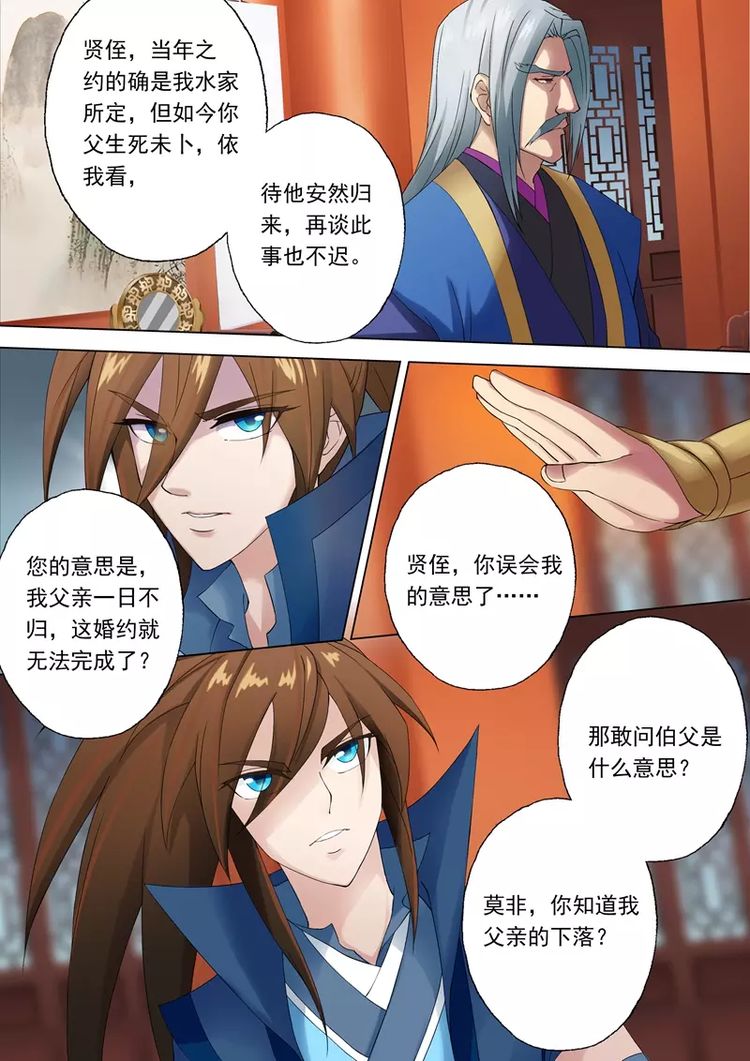 贤侄，当年之
约的确是我水家
所定，但如今你
父生死未卜，依
我看，
待他安然归
来，再谈此
事也不迟。
您的意思是，
我父亲一日不
归，这婚约就
无法完成了？
贤侄，你误会我
的意思了……
那敢问伯父是
什么意思？
莫非，你知道我
父亲的下落？